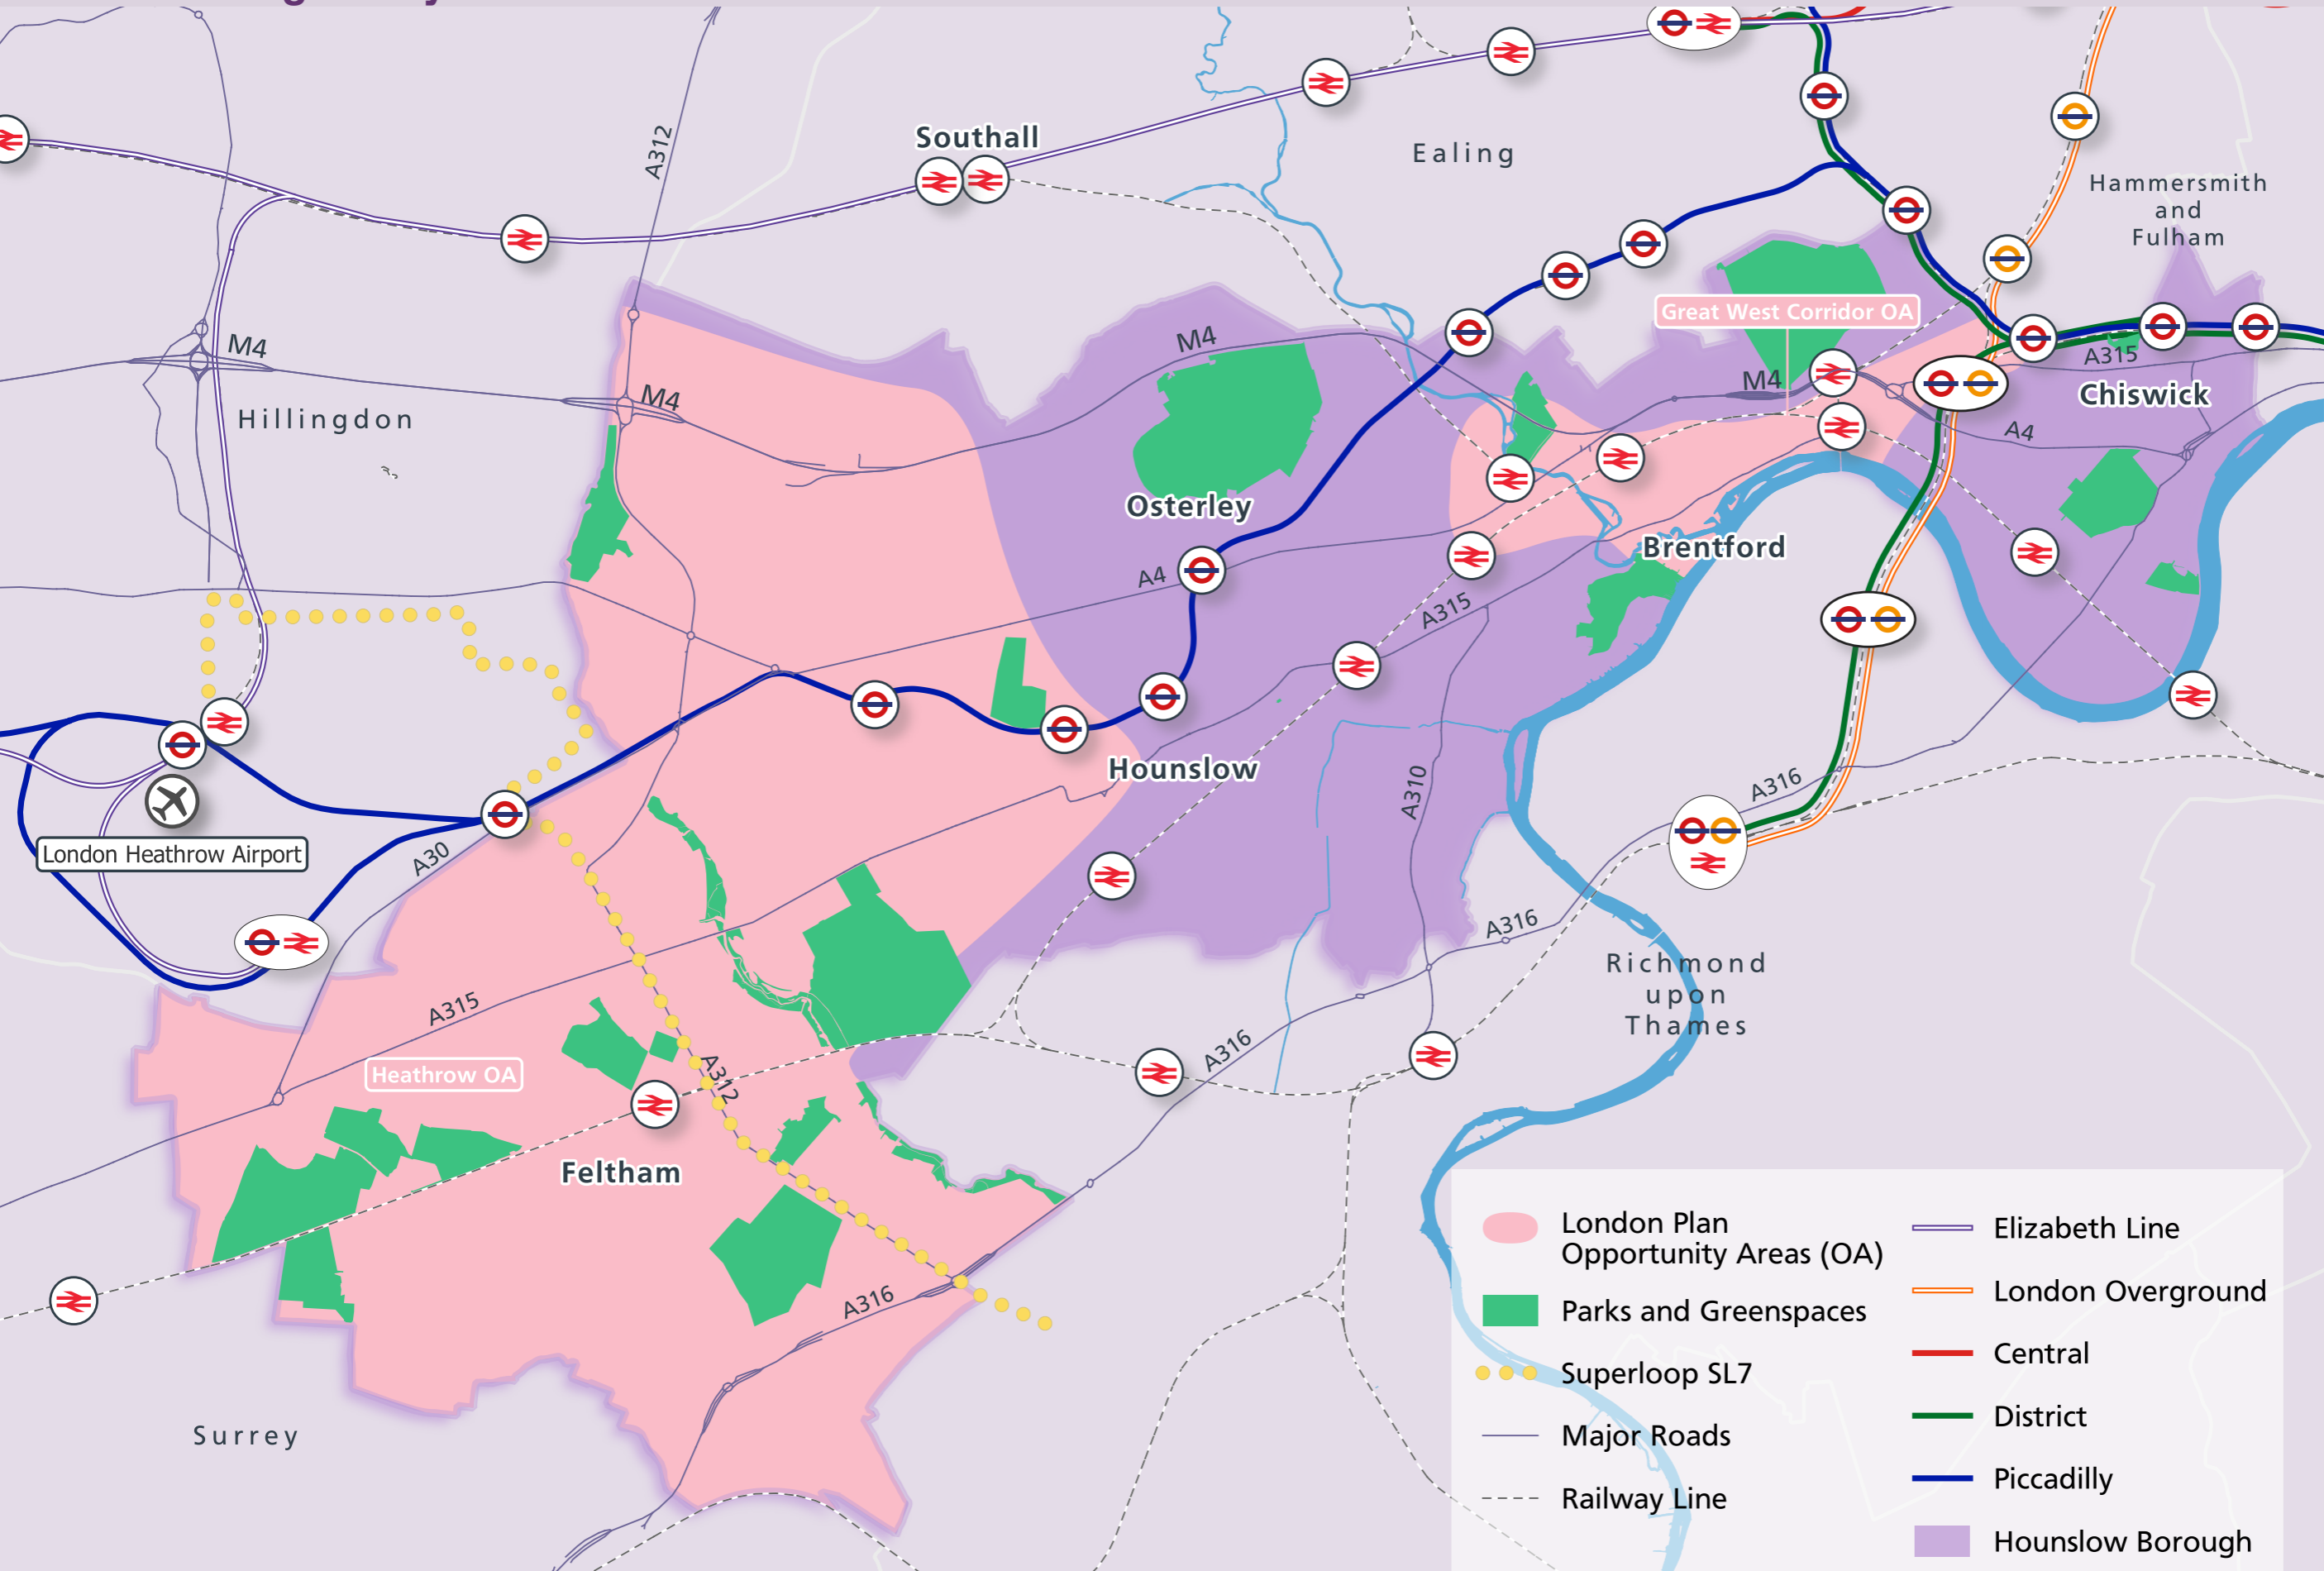 Southall
Ealing
Hammersmith
and
Fulham
A312
M4
M4
M4
M4
Great West Corridor OA
A315
Chiswick
A4
Hillingdon
Osterley
Brentford
A4
A315
Hounslow
A310
A316
London Heathrow Airport
A30
A316
Richmond
upon
Thames
A315
A316
Heathrow OA
A312
Feltham
A316
Surrey
London Plan
Opportunity Areas (OA)
Parks and Greenspaces
Superloop SL7
Major Roads
Railway Line
Elizabeth Line
London Overground
Central
District
Piccadilly
Hounslow Borough